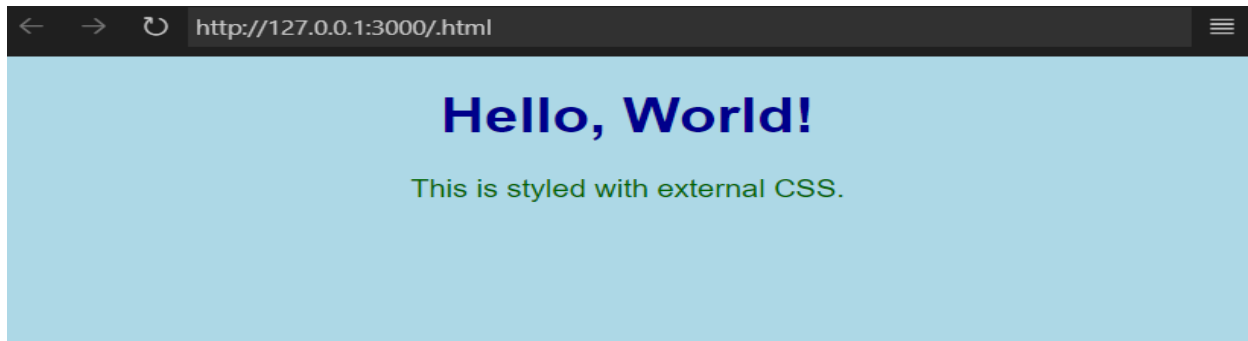 http://127.0.0.1:3000/.html
Hello, World!
This is styled with external CSS.